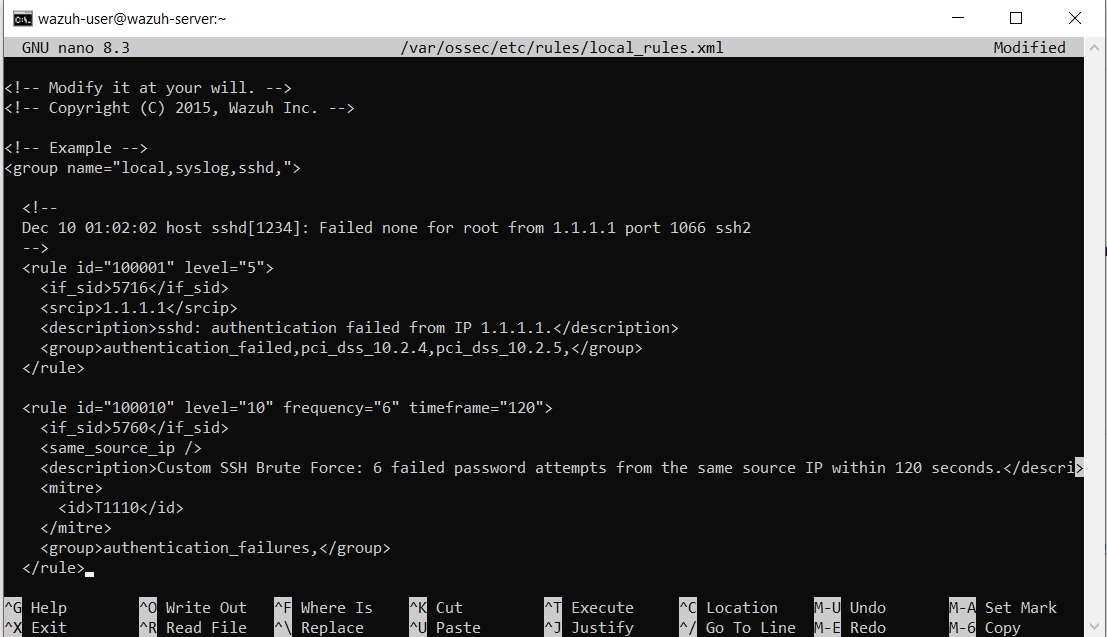 wazuh-user@wazuh-server:~
GNU nano 8.3 /var/ossec/etc/rules/local_rules.xml Modified
<!-- Modify it at your will. -->
<!-- Copyright (C) 2015, Wazuh Inc. -->
<!-- Example -->
<group name="local,syslog,sshd,">
<!--
Dec 10 01:02:02 host sshd[1234]: Failed none for root from 1.1.1.1 port 1066 ssh2
-->
<rule id="100001" level="5">
<if_sid>5716</if_sid>
<srcip>1.1.1.1</srcip>
<description>sshd: authentication failed from IP 1.1.1.1.</description>
<group>authentication_failed,pci_dss_10.2.4,pci_dss_10.2.5,</group>
</rule>
<rule id="100010" level="10" frequency="6" timeframe="120">
<if_sid>5760</if_sid>
<same_source_ip />
<description>Custom SSH Brute Force: 6 failed password attempts from the same source IP within 120 seconds.</descri>
<mitre>
<id>T1110</id>
</mitre>
<group>authentication_failures,</group>
</rule>
^G Help ^O Write Out ^F Where Is ^K Cut ^T Execute ^C Location M-U Undo M-A Set Mark
^X Exit ^R Read File ^\ Replace ^U Paste ^J Justify ^/ Go To Line M-E Redo M-6 Copy